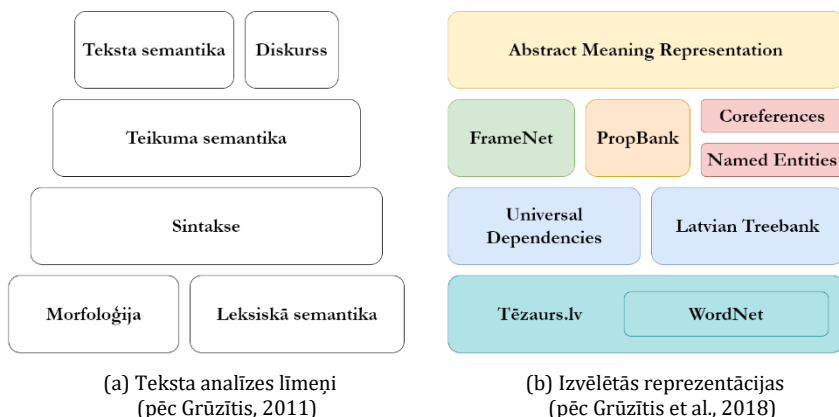 Teksta semantika
Diskurss
Teikuma semantika
Sintakse
Morfoloģija
Leksiskā semantika
(a) Teksta analīzes līmeņi
(pēc Grūzītis, 2011)
Abstract Meaning Representation
FrameNet
PropBank
Coreferences
Named Entities
Universal
Dependencies
Latvian Treebank
Tēzaurs.lv
WordNet
(b) Izvēlētās reprezentācijas
(pēc Grūzītis et al., 2018)